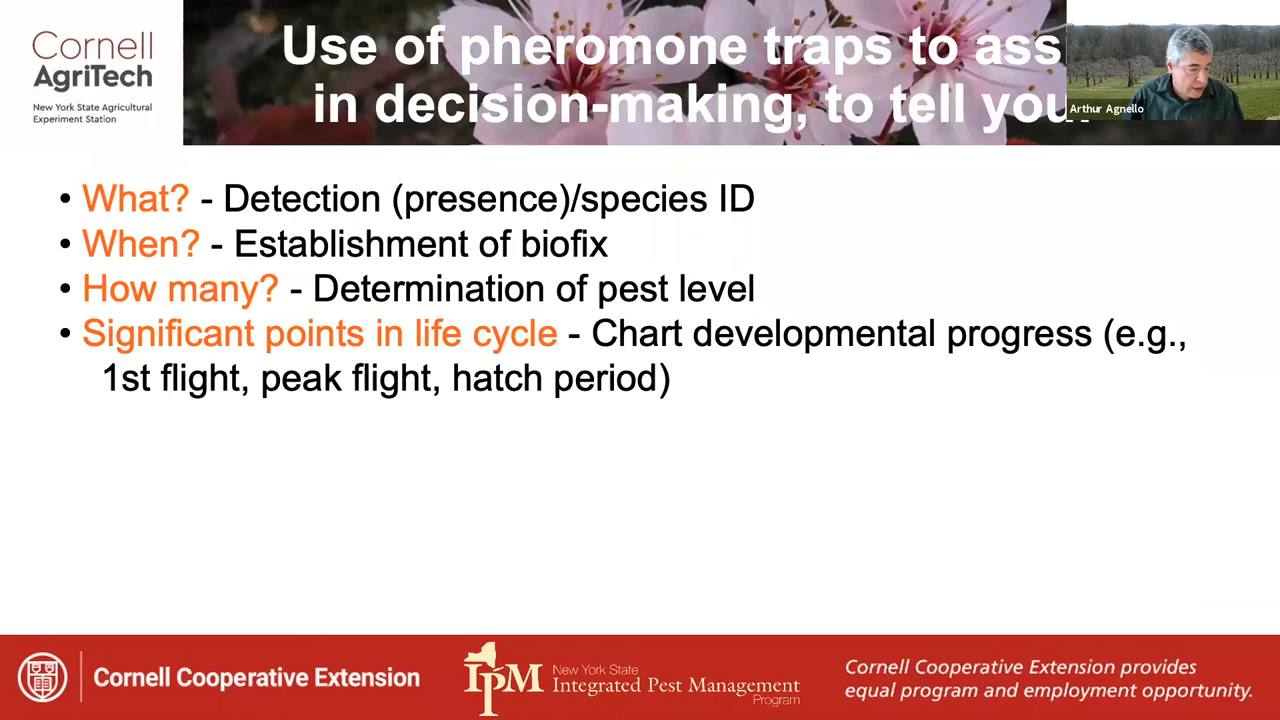 Cornell
AgriTech
New York State Agricultural
Experiment Station
Use of pheromone traps to ass
in decision-making, to tell you
Arthur Agnello
• What? - Detection (presence)/species ID
• When? - Establishment of biofix
• How many? - Determination of pest level
• Significant points in life cycle - Chart developmental progress (e.g.,
1st flight, peak flight, hatch period)
Cornell Cooperative Extension
IPM
New York State
Integrated Pest Management
Program
Cornell Cooperative Extension provides
equal program and employment opportunity.